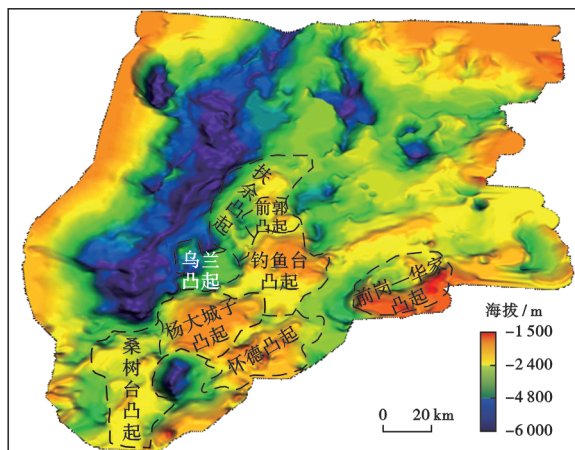 扶余凸起
前郭
凸起
乌兰
凸起
钓鱼台
凸起
前岗—华家
凸起
杨大城子
凸起
怀德凸起
桑树台凸起
海拔/m
-1 500
-2 400
-4 800
-6 000
0 20 km